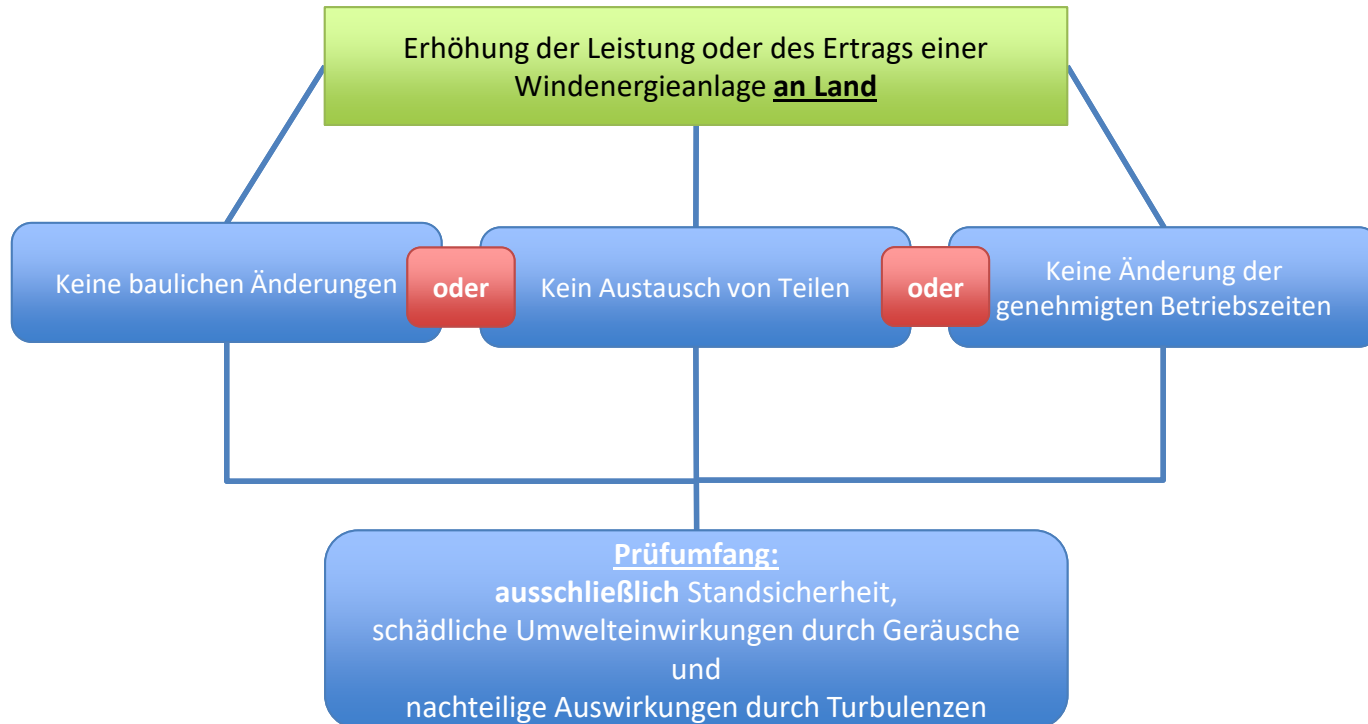 Erhöhung der Leistung oder des Ertrags einer
Windenergieanlage an Land
Keine baulichen Änderungen
oder
Kein Austausch von Teilen
oder
Keine Änderung der
genehmigten Betriebszeiten
Prüfumfang:
ausschließlich Standsicherheit,
schädliche Umwelteinwirkungen durch Geräusche
und
nachteilige Auswirkungen durch Turbulenzen